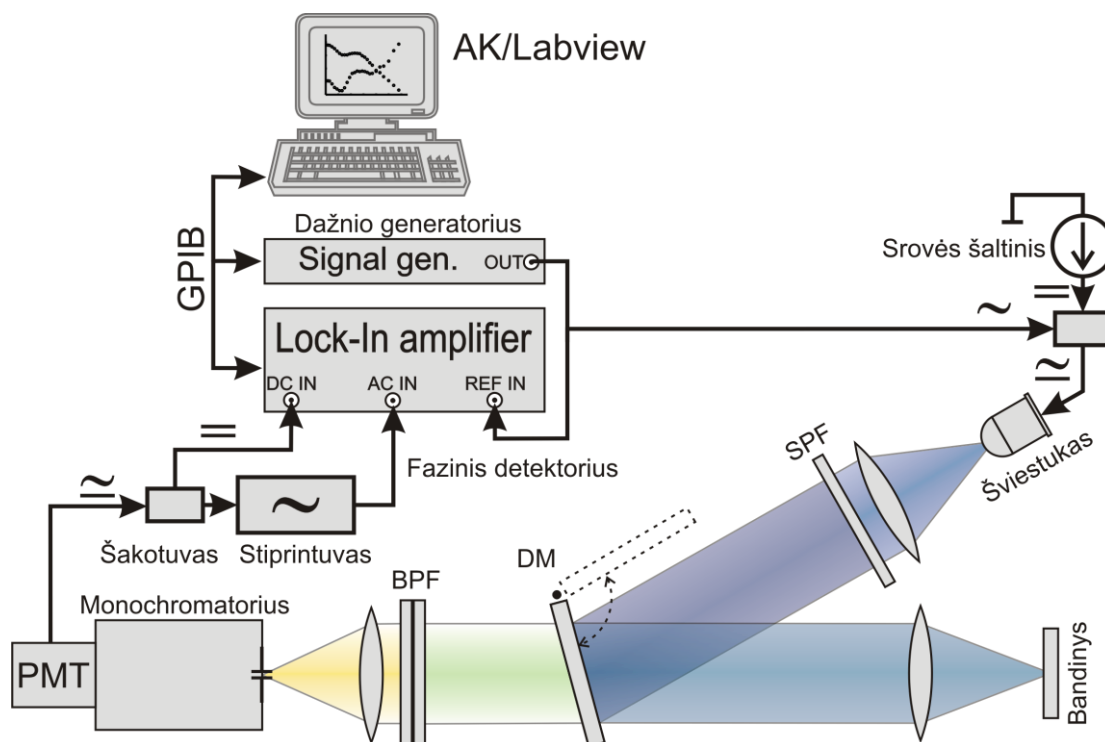 AK/Labview
Dažnio generatorius
Signal gen. OUT
GPIB
Lock-In amplifier
DC IN AC IN REF IN
Srovės šaltinis
=
~
≃
Fazinis detektorius
=
≃
~
Šakotuvas
Stiprintuvas
SPF
Šviestukas
DM
BPF
Monochromatorius
PMT
Bandinys